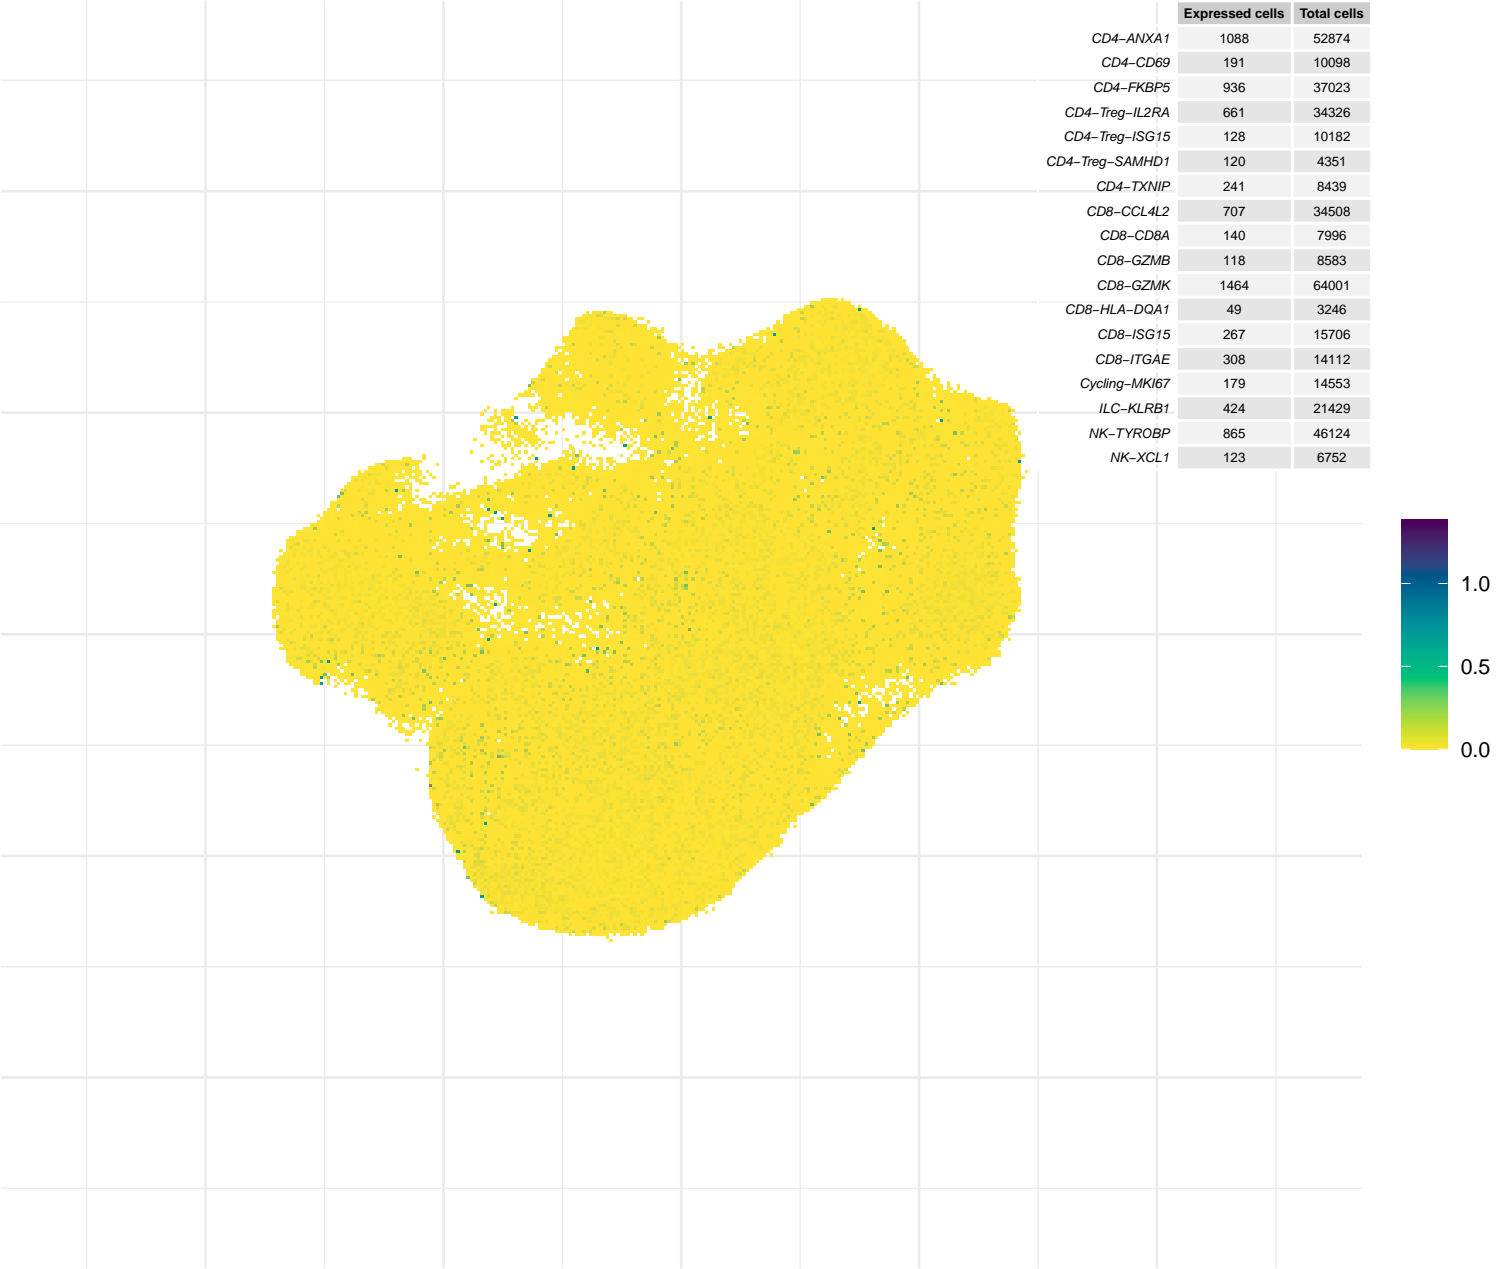 Expressed cells Total cells
CD4−ANXA1 1088 52874
CD4−CD69 191 10098
CD4−FKBP5 936 37023
CD4−Treg−IL2RA 661 34326
CD4−Treg−ISG15 128 10182
CD4−Treg−SAMHD1 120 4351
CD4−TXNIP 241 8439
CD8−CCL4L2 707 34508
CD8−CD8A 140 7996
CD8−GZMB 118 8583
CD8−GZMK 1464 64001
CD8−HLA−DQA1 49 3246
CD8−ISG15 267 15706
CD8−ITGAE 308 14112
Cycling−MKI67 179 14553
ILC−KLRB1 424 21429
NK−TYROBP 865 46124
NK−XCL1 123 6752
1.0
0.5
0.0